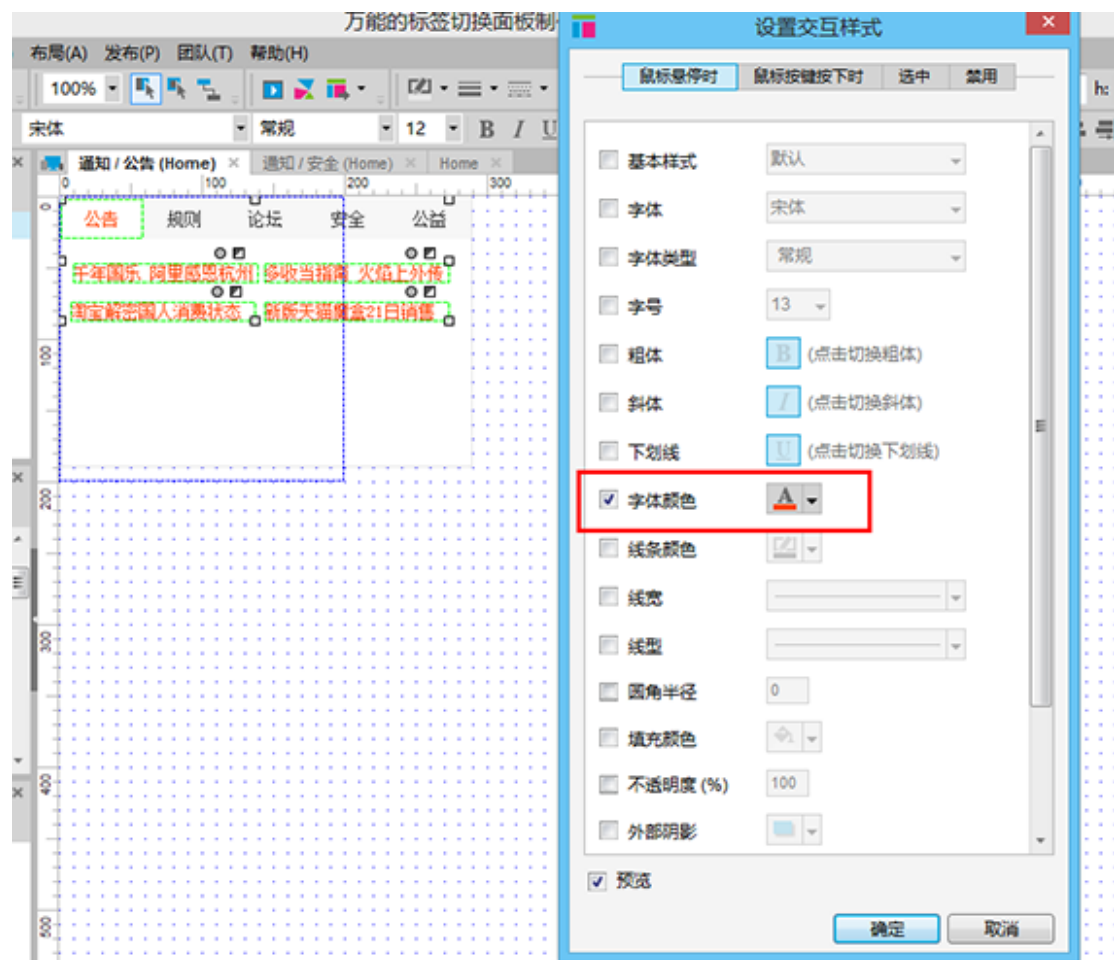 万能的标签切换面板制
设置交互样式
布局(A) 发布(P) 团队(T) 帮助(H)
鼠标悬停时 鼠标按键按下时 选中 禁用
100%
h:
宋体 常规 12 B I U
通知 / 公告 (Home) × 通知 / 安全 (Home) × Home ×
0 100 200 300
基本样式 默认
公告 规则 论坛 安全 公益
字体 宋体
字体类型 常规
千年国乐, 阿里感恩杭州 多收当指南, 火焰上外传
字号 13
淘宝解密国人消费状态 新版天猫魔盒21日销售
粗体 B (点击切换粗体)
100
斜体 I (点击切换斜体)
下划线 U (点击切换下划线)
200
字体颜色 A
线条颜色
线宽
300
线型
圆角半径 0
填充颜色
400
不透明度 (%) 100
外部阴影
预览
500
确定 取消